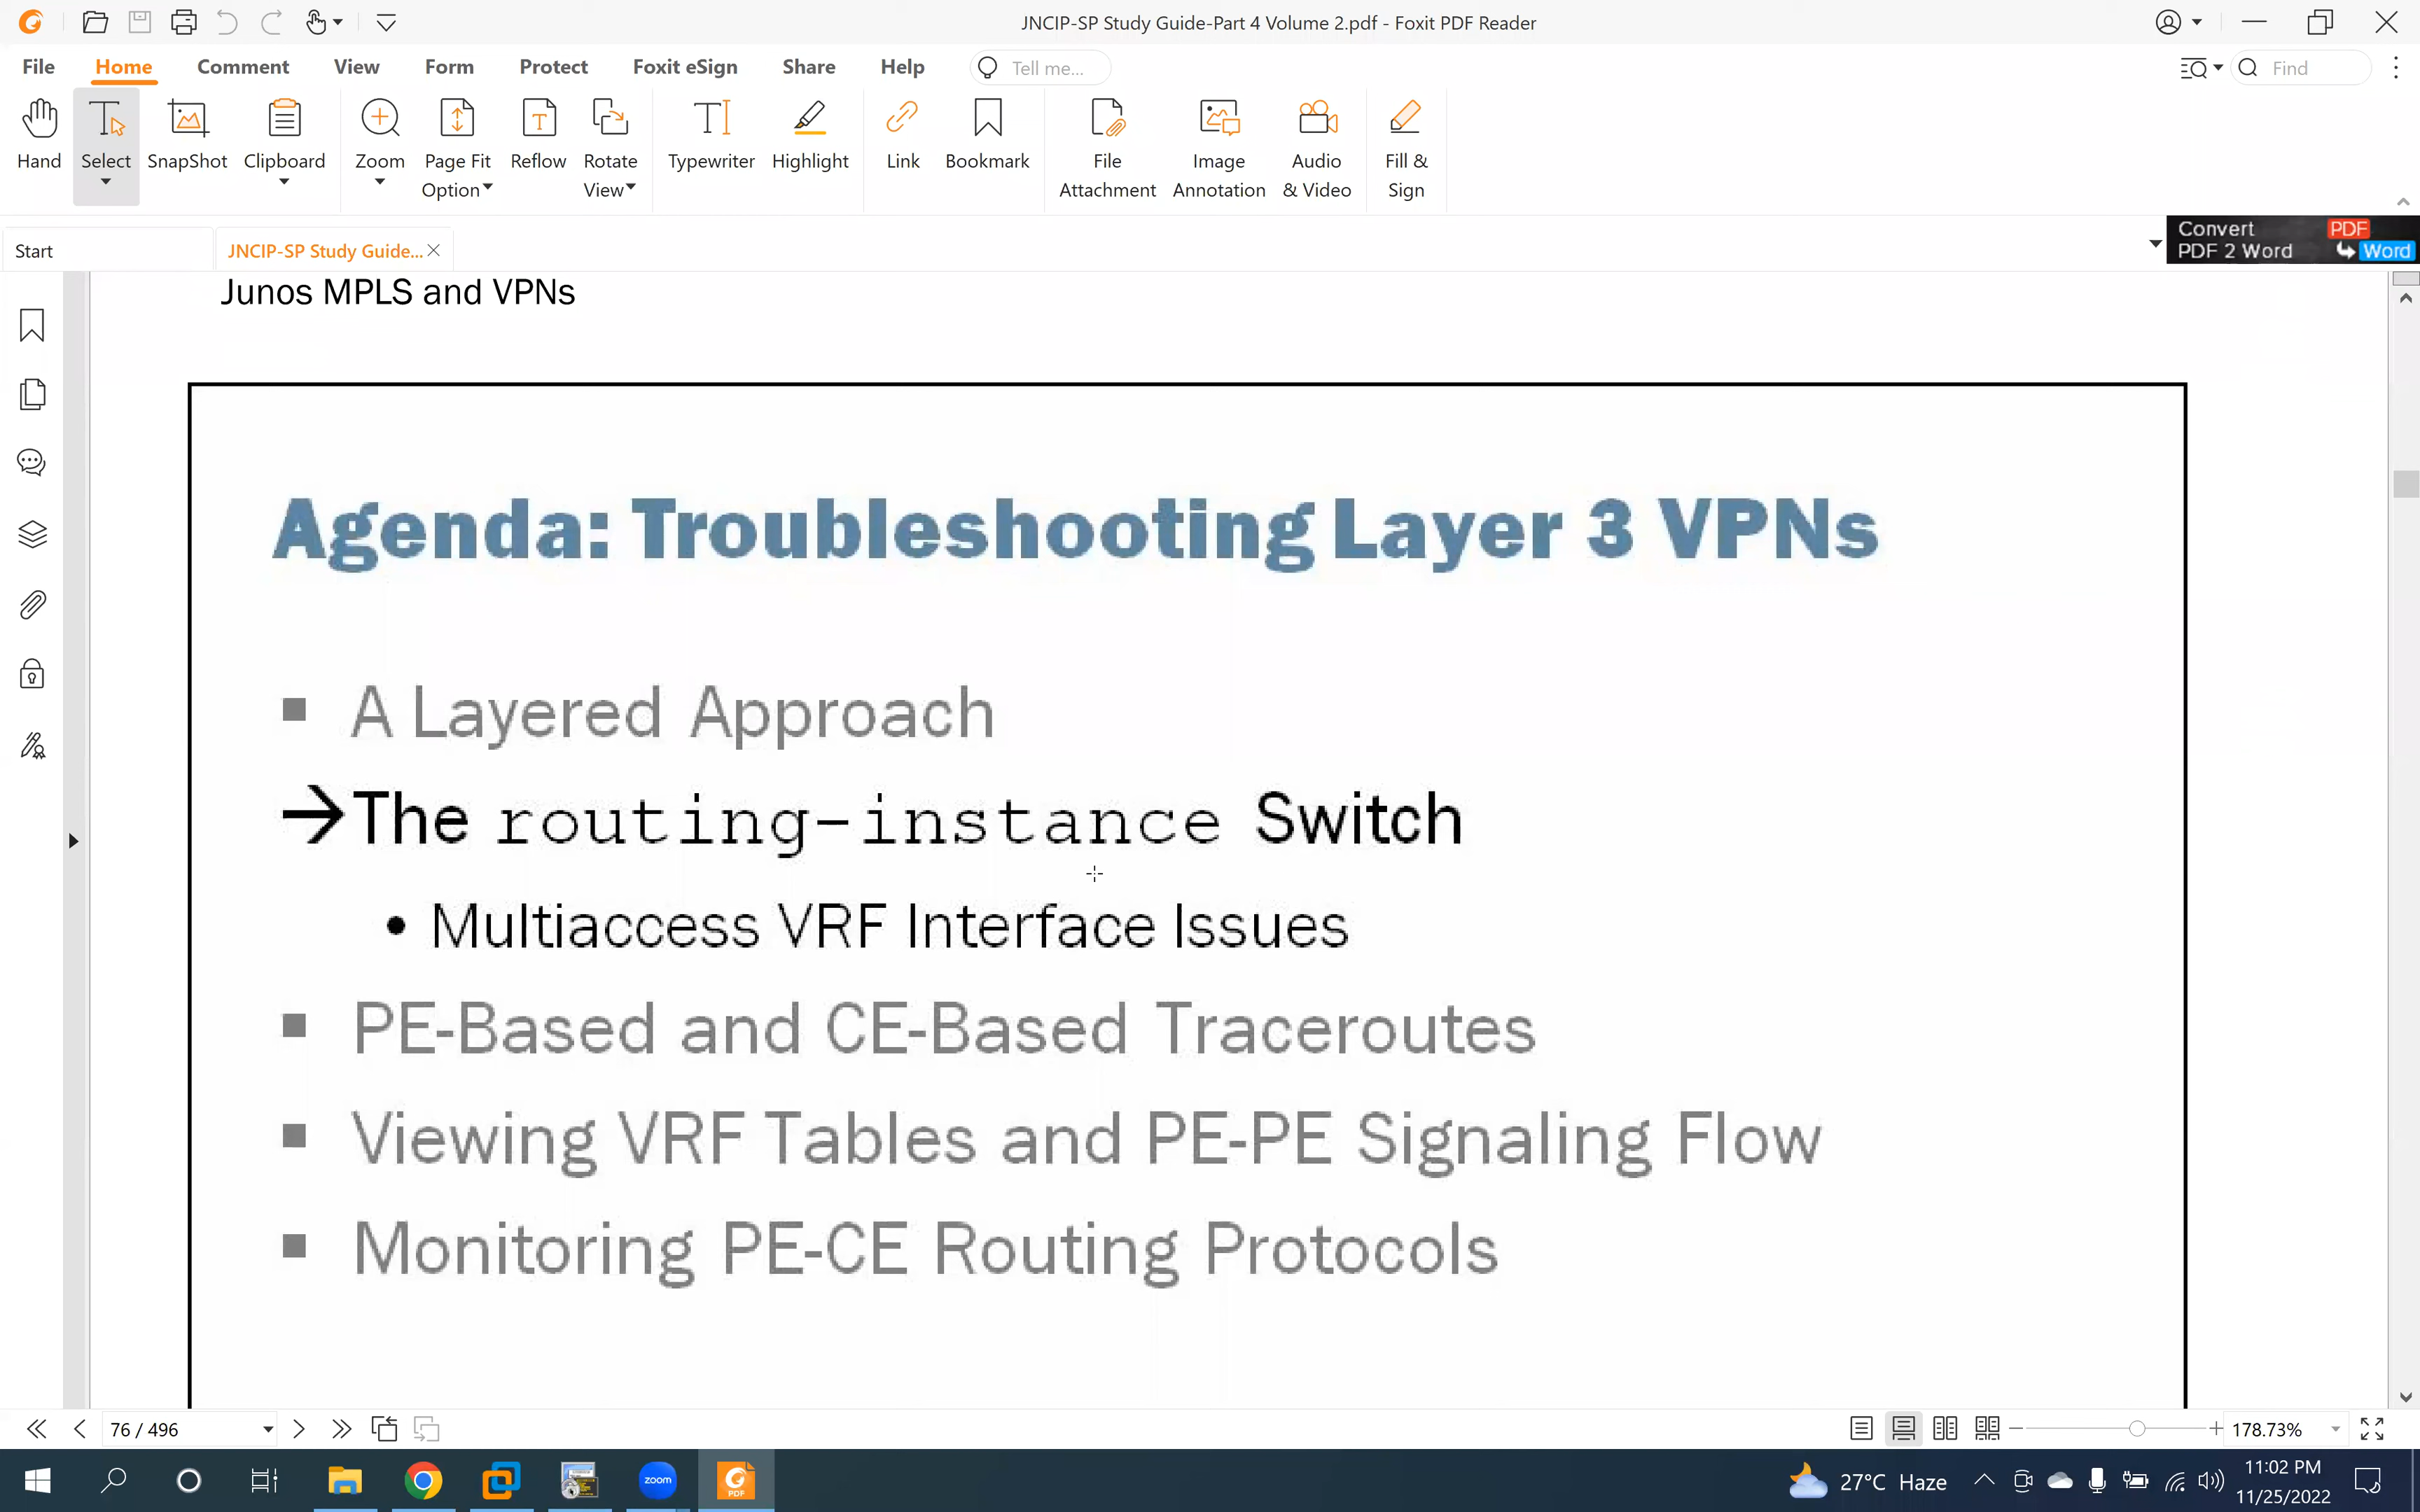 JNCIP-SP Study Guide-Part 4 Volume 2.pdf - Foxit PDF Reader
File Home Comment View Form Protect Foxit eSign Share Help Tell me... Find
Hand Select SnapShot Clipboard Zoom Page Fit Option Reflow Rotate View Typewriter Highlight Link Bookmark File Attachment Image Annotation Audio & Video Fill & Sign
Start JNCIP-SP Study Guide...
Convert PDF
PDF 2 Word Word
Junos MPLS and VPNs
Agenda: Troubleshooting Layer 3 VPNs
■ A Layered Approach
→The routing-instance Switch
• Multiaccess VRF Interface Issues
■ PE-Based and CE-Based Traceroutes
■ Viewing VRF Tables and PE-PE Signaling Flow
■ Monitoring PE-CE Routing Protocols
76 / 496 178.73%
zoom PDF 27°C Haze 11:02 PM
11/25/2022